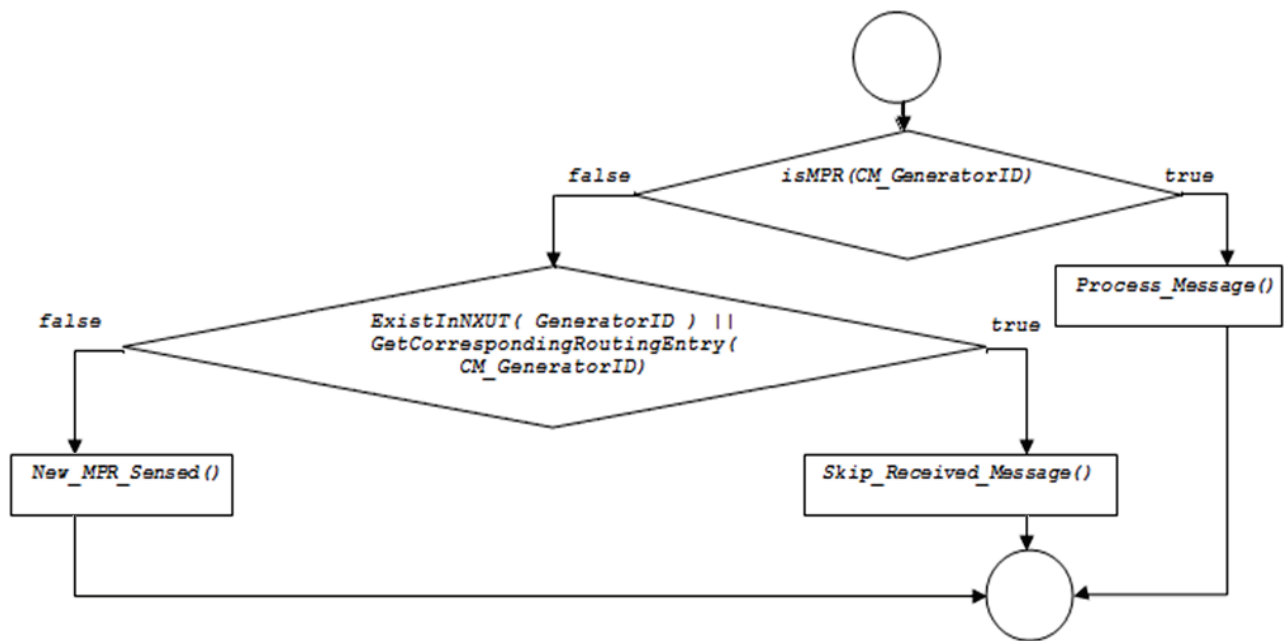 isMPR(CM_GeneratorID)
false
true
Process_Message()
ExistInNXUT( GeneratorID ) ||
GetCorrespondingRoutingEntry(
CM_GeneratorID)
false
true
New_MPR_Sensed()
Skip_Received_Message()